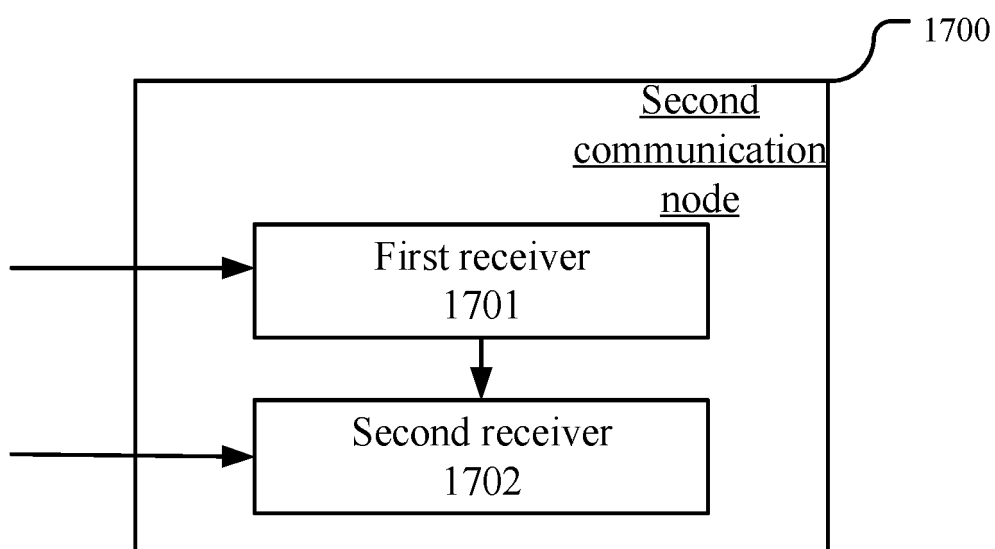 1700
Second
communication
node
First receiver
1701
Second receiver
1702